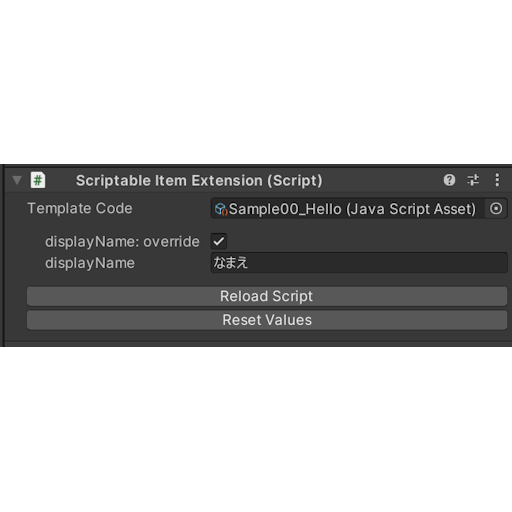 Scriptable Item Extension (Script)
Template Code Sample00_Hello (Java Script Asset)
displayName: override
displayName なまえ
Reload Script
Reset Values